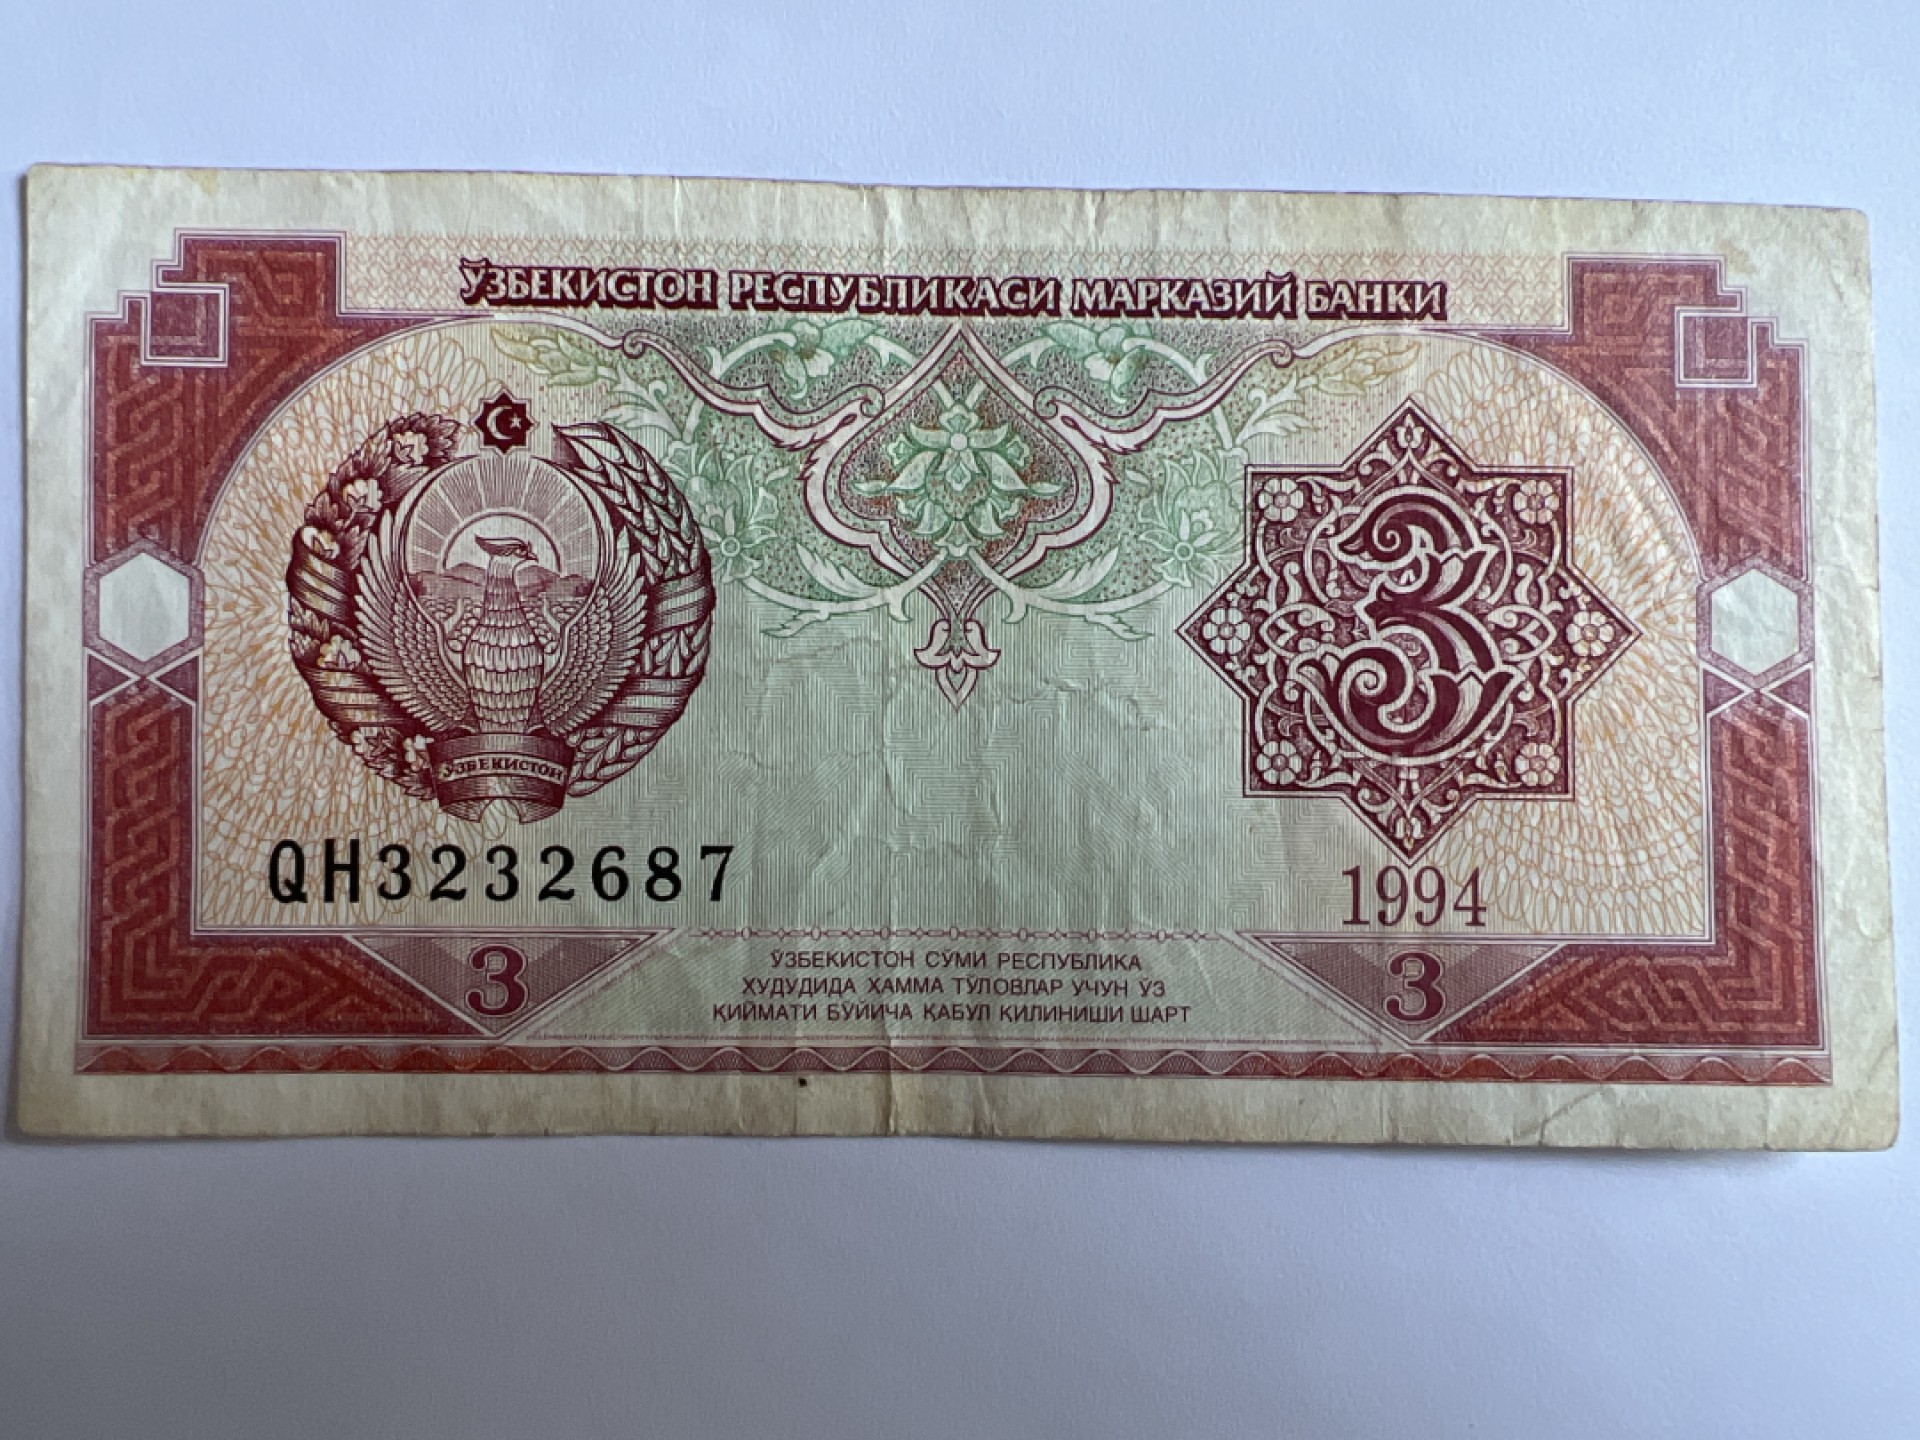 ЎЗБЕКИСТОН РЕСПУБЛИКАСИ МАРКАЗИЙ БАНКИ
3
ЎЗБЕКИСТОН
QH3232687
1994
3
ЎЗБЕКИСТОН СЎМИ РЕСПУБЛИКА
ҲУДУДИДА ҲАММА ТЎЛОВЛАР УЧУН ЎЗ
ҚИЙМАТИ БЎЙИЧА ҚАБУЛ ҚИЛИНИШИ ШАРТ
3